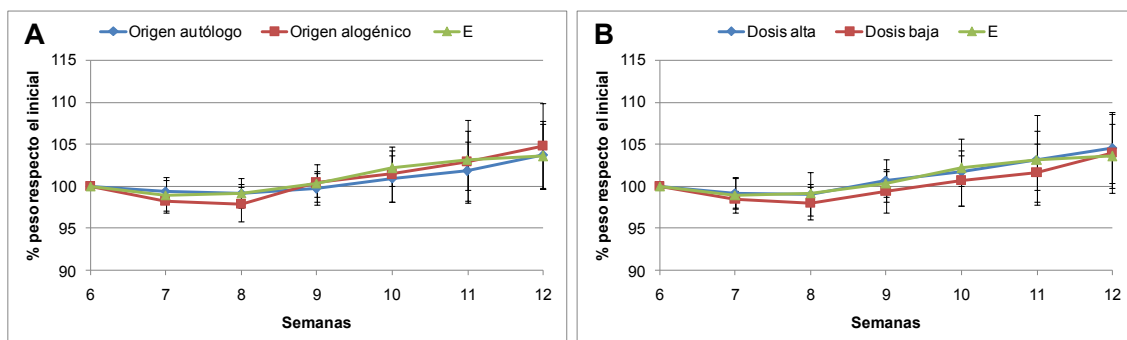 A
Origen autólogo Origen alogénico E
115
110
105
100
95
90
% peso respecto el inicial
6 7 8 9 10 11 12
Semanas
B
Dosis alta Dosis baja E
115
110
105
100
95
90
% peso respecto el inicial
6 7 8 9 10 11 12
Semanas